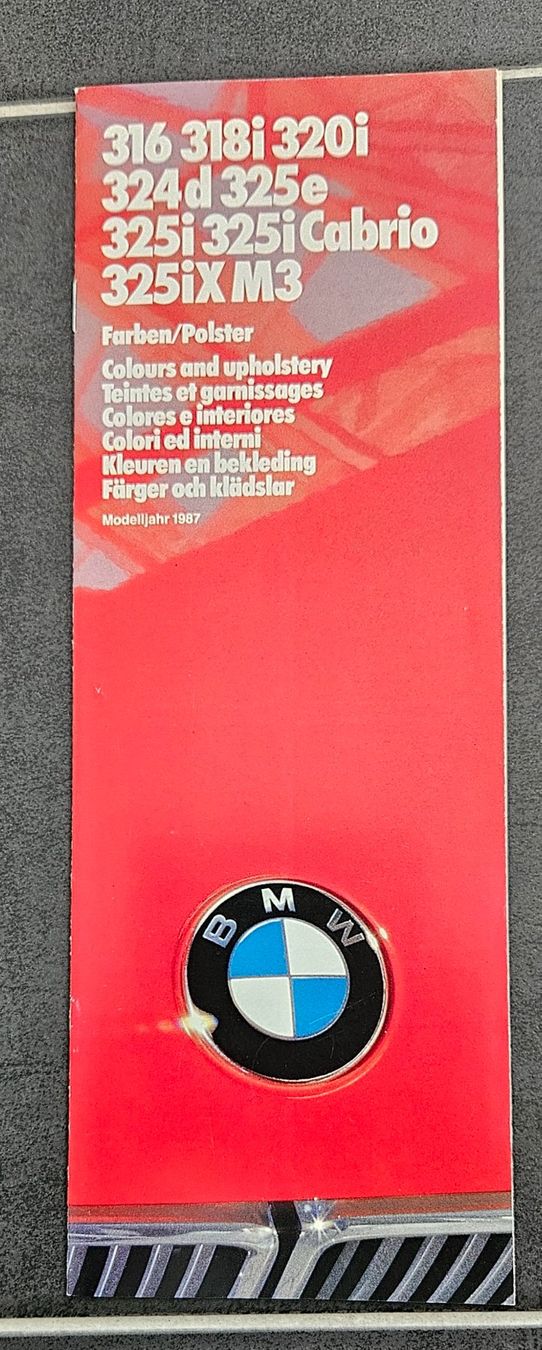 316 318i 320i
324d 325e
325i 325i Cabrio
325iX M3
Farben/Polster
Colours and upholstery
Teintes et garnissages
Colores e interiores
Colori ed interni
Kleuren en bekleding
Färger och klädslar
Modelljahr 1987
BMW